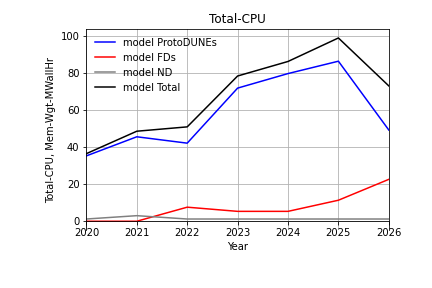 Total-CPU
100
80
60
40
20
0
Total-CPU, Mem-Wgt-MWallHr
model ProtoDUNEs
model FDs
model ND
model Total
2020 2021 2022 2023 2024 2025 2026
Year